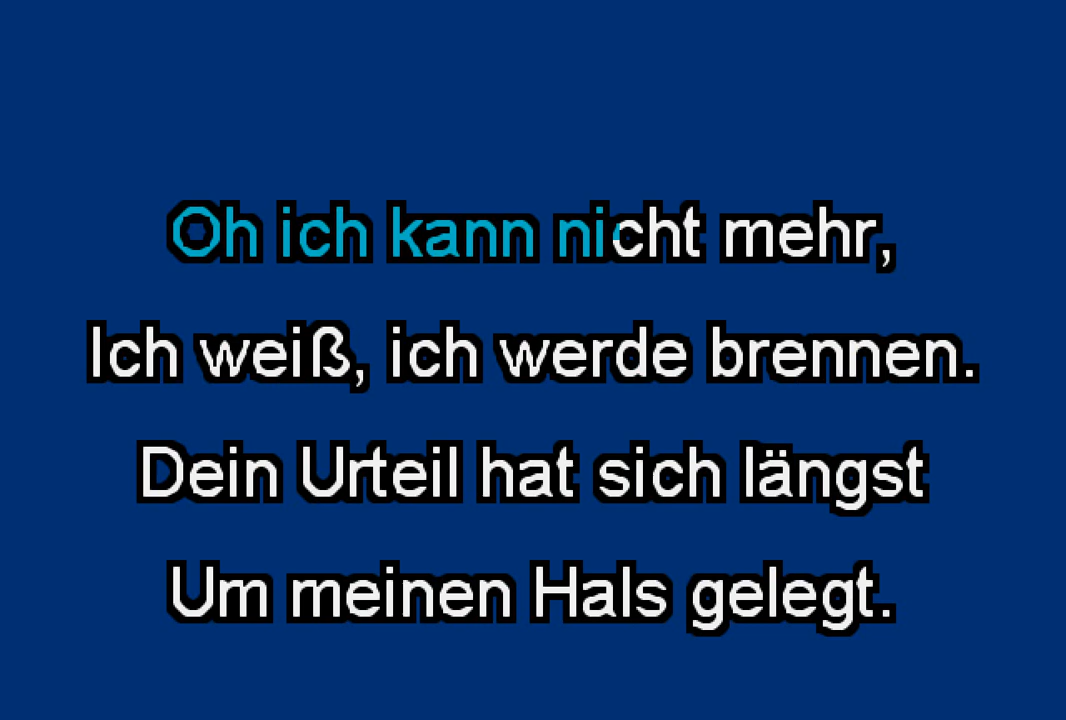 Oh ich kann nicht mehr,
Ich weiß, ich werde brennen.
Dein Urteil hat sich längst
Um meinen Hals gelegt.